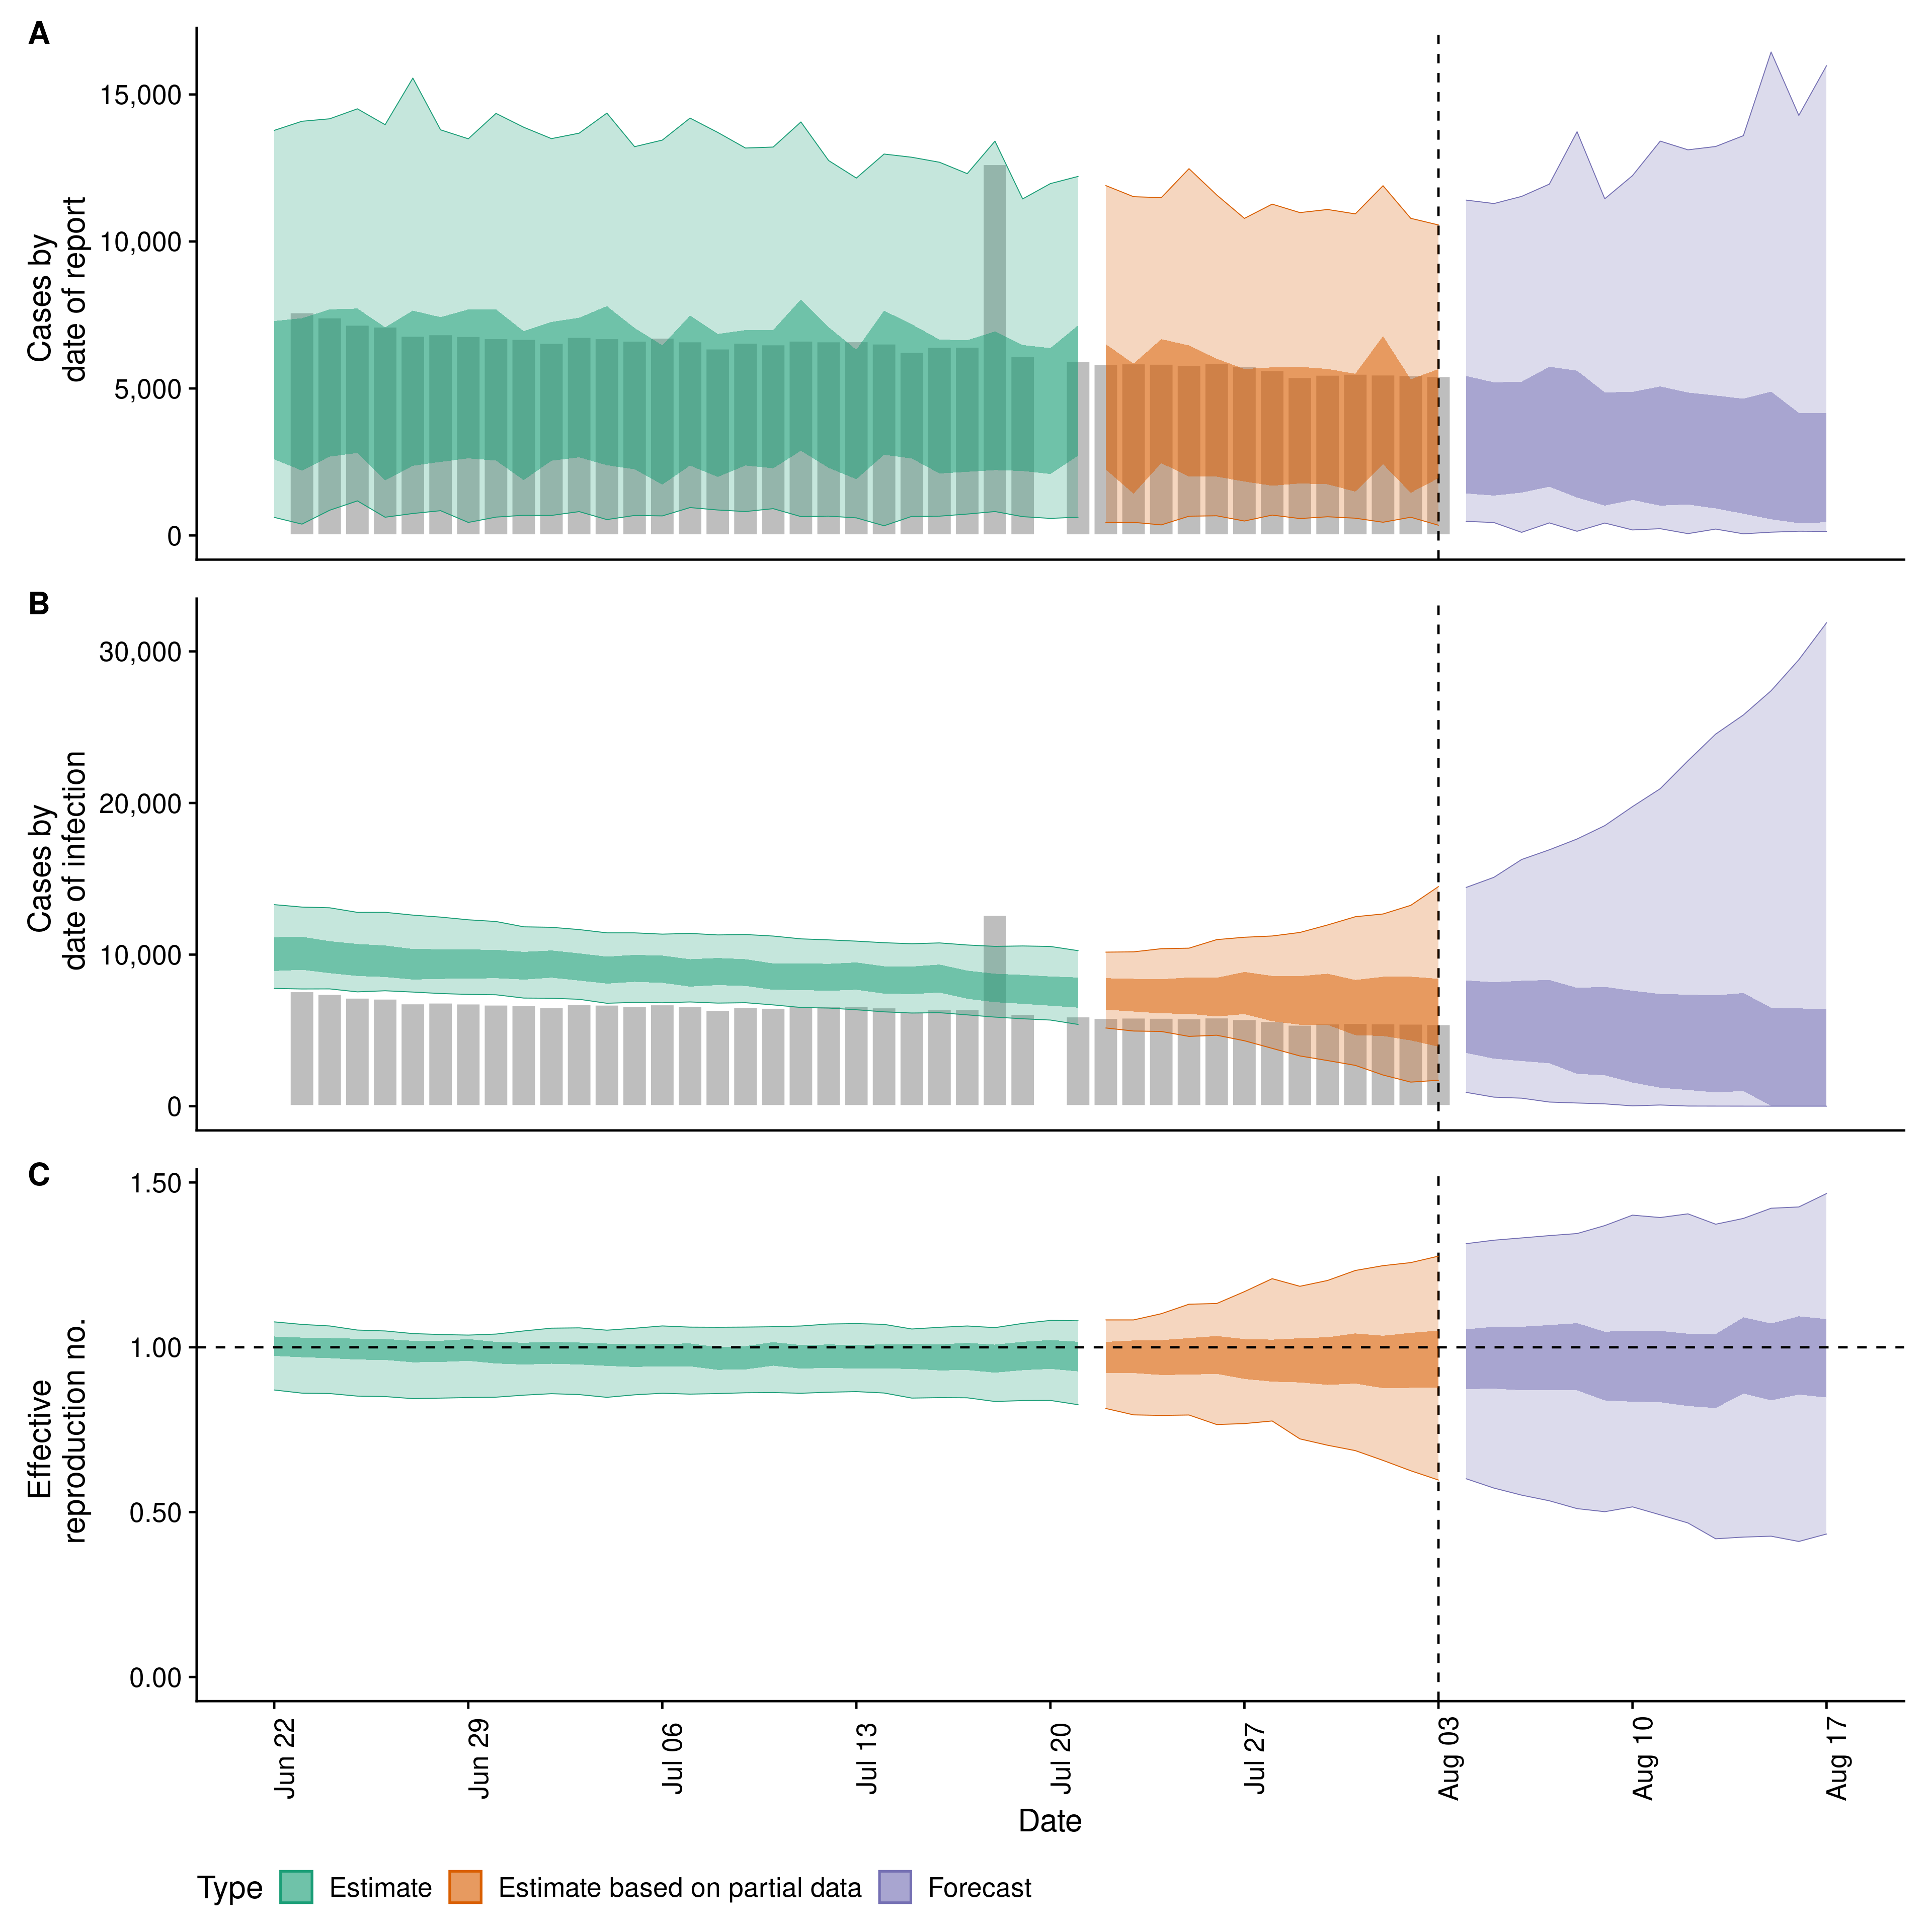 A
Cases by
date of report
15,000
10,000
5,000
0
B
Cases by
date of infection
30,000
20,000
10,000
0
C
Effective
reproduction no.
1.50
1.00
0.50
0.00
Jun 22
Jun 29
Jul 06
Jul 13
Jul 20
Jul 27
Aug 03
Aug 10
Aug 17
Date
Type Estimate Estimate based on partial data Forecast